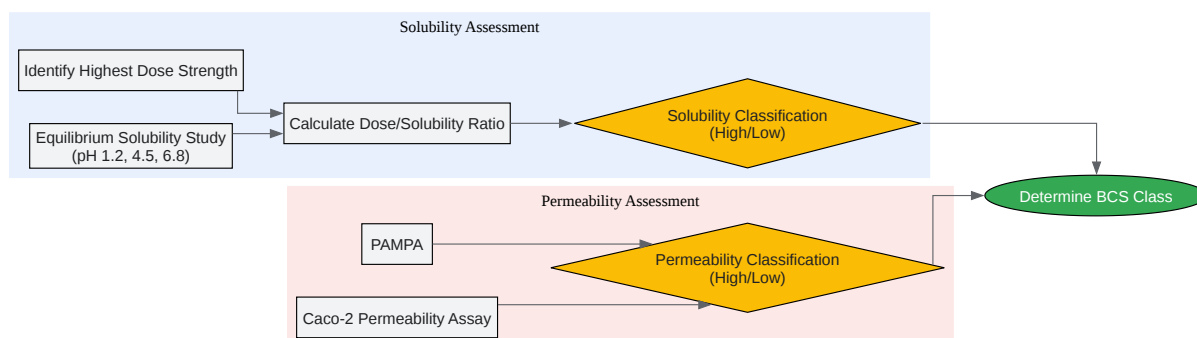 Solubility Assessment
Identify Highest Dose Strength
Equilibrium Solubility Study
(pH 1.2, 4.5, 6.8)
Calculate Dose/Solubility Ratio
Solubility Classification
(High/Low)
Determine BCS Class
Permeability Assessment
PAMPA
Permeability Classification
(High/Low)
Caco-2 Permeability Assay